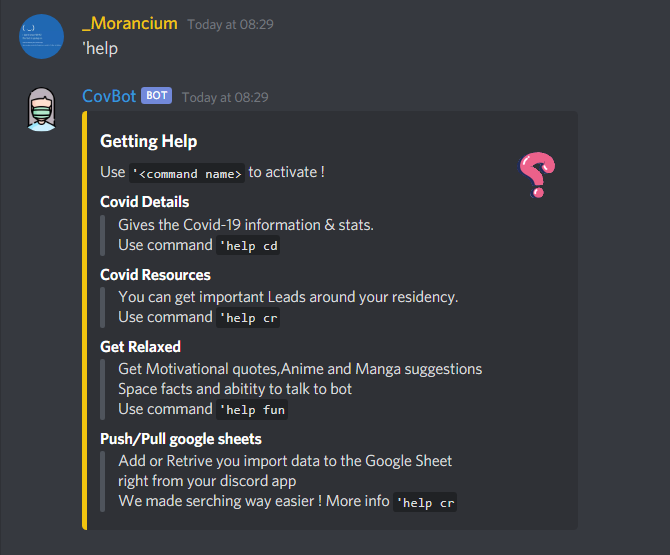 _Morancium Today at 08:29
'help
CovBot BOT Today at 08:29
Getting Help
Use '<command name> to activate !
Covid Details
Gives the Covid-19 information & stats.
Use command 'help cd
Covid Resources
You can get important Leads around your residency.
Use command 'help cr
Get Relaxed
Get Motivational quotes,Anime and Manga suggestions
Space facts and abitity to talk to bot
Use command 'help fun
Push/Pull google sheets
Add or Retrive you import data to the Google Sheet
right from your discord app
We made serching way easier ! More info 'help cr